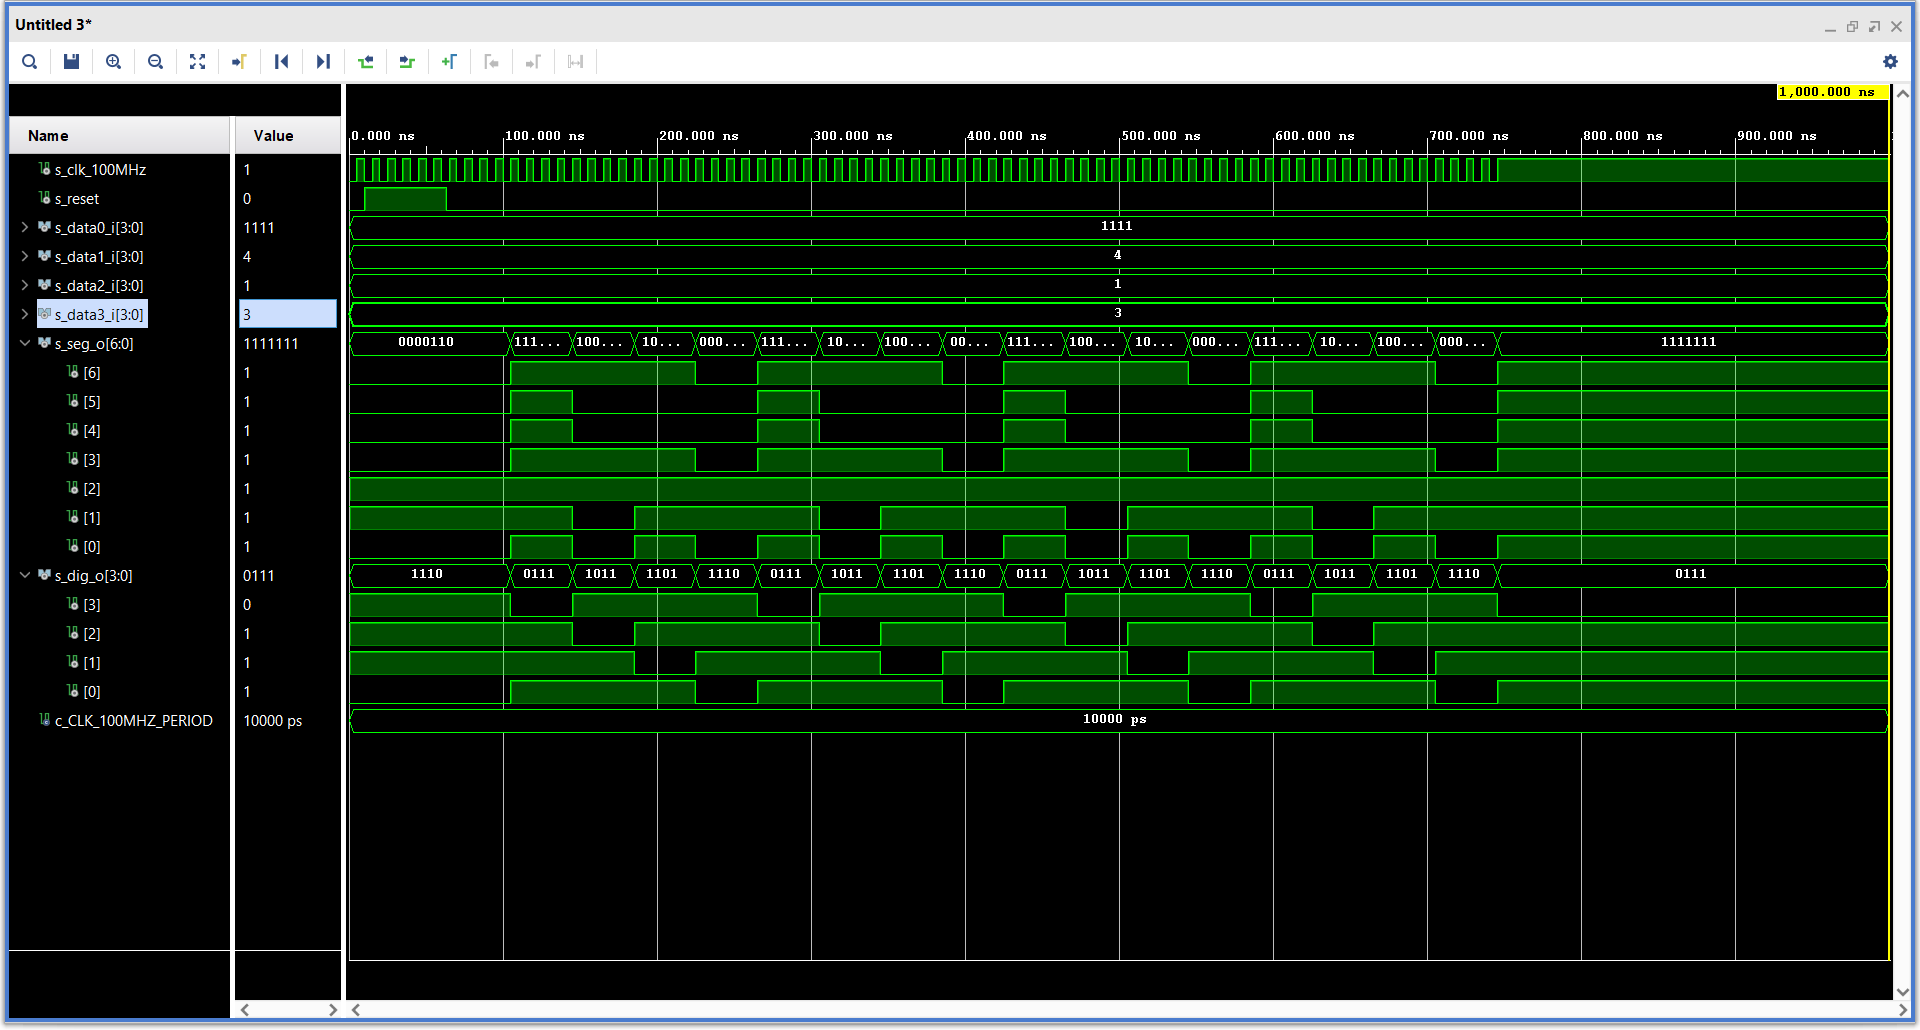 Untitled 3*
1,000.000 ns
Name Value
0.000 ns 100.000 ns 200.000 ns 300.000 ns 400.000 ns 500.000 ns 600.000 ns 700.000 ns 800.000 ns 900.000 ns
s_clk_100MHz 1
s_reset 0
s_data0_i[3:0] 1111 1111
s_data1_i[3:0] 4 4
s_data2_i[3:0] 1 1
s_data3_i[3:0] 3 3
s_seg_o[6:0] 1111111 0000110 111... 100... 10... 000... 111... 10... 100... 00... 111... 100... 10... 000... 111... 10... 100... 000... 1111111
[6] 1
[5] 1
[4] 1
[3] 1
[2] 1
[1] 1
[0] 1
s_dig_o[3:0] 0111 1110 0111 1011 1101 1110 0111 1011 1101 1110 0111 1011 1101 1110 0111 1011 1101 1110 0111
[3] 0
[2] 1
[1] 1
[0] 1
c_CLK_100MHZ_PERIOD 10000 ps 10000 ps